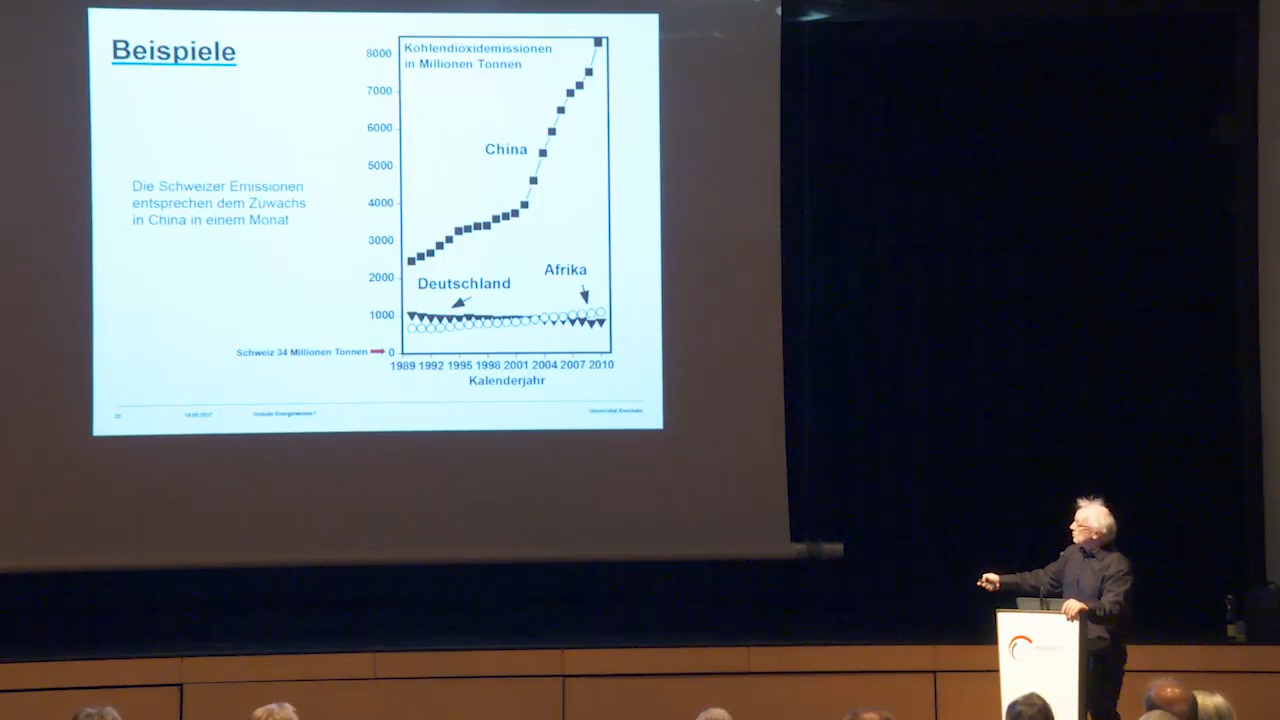 Beispiele
Kohlendioxidemissionen
in Millionen Tonnen
8000
7000
6000
5000
4000
3000
2000
1000
0
China
Die Schweizer Emissionen
entsprechen dem Zuwachs
in China in einem Monat
Afrika
Deutschland
Schweiz 34 Millionen Tonnen
1989 1992 1995 1998 2001 2004 2007 2010
Kalenderjahr